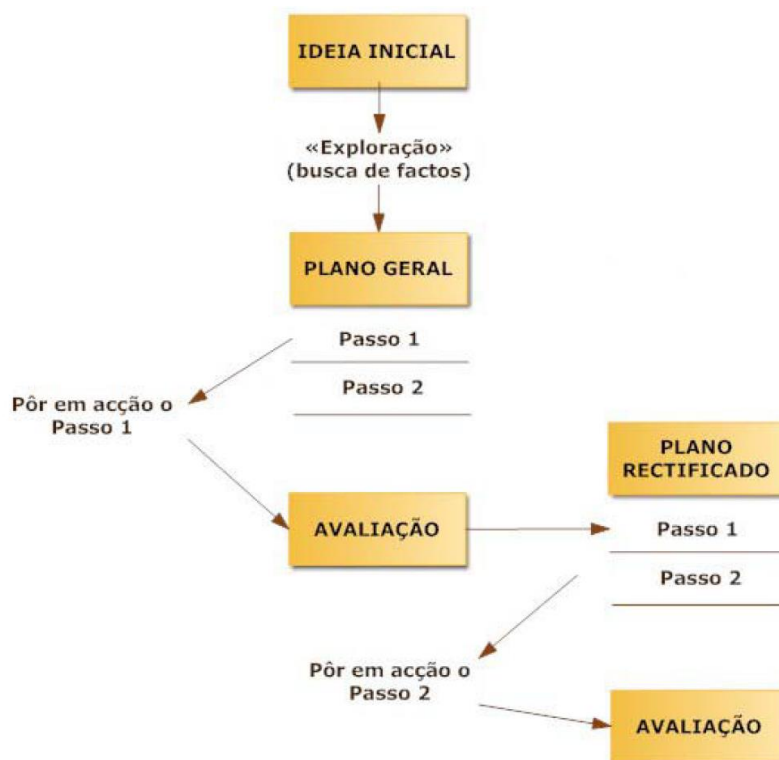 IDEIA INICIAL
«Exploração»
(busca de factos)
PLANO GERAL
Passo 1
Passo 2
Pôr em acção o
Passo 1
AVALIAÇÃO
PLANO
RECTIFICADO
Passo 1
Passo 2
Pôr em acção o
Passo 2
AVALIAÇÃO